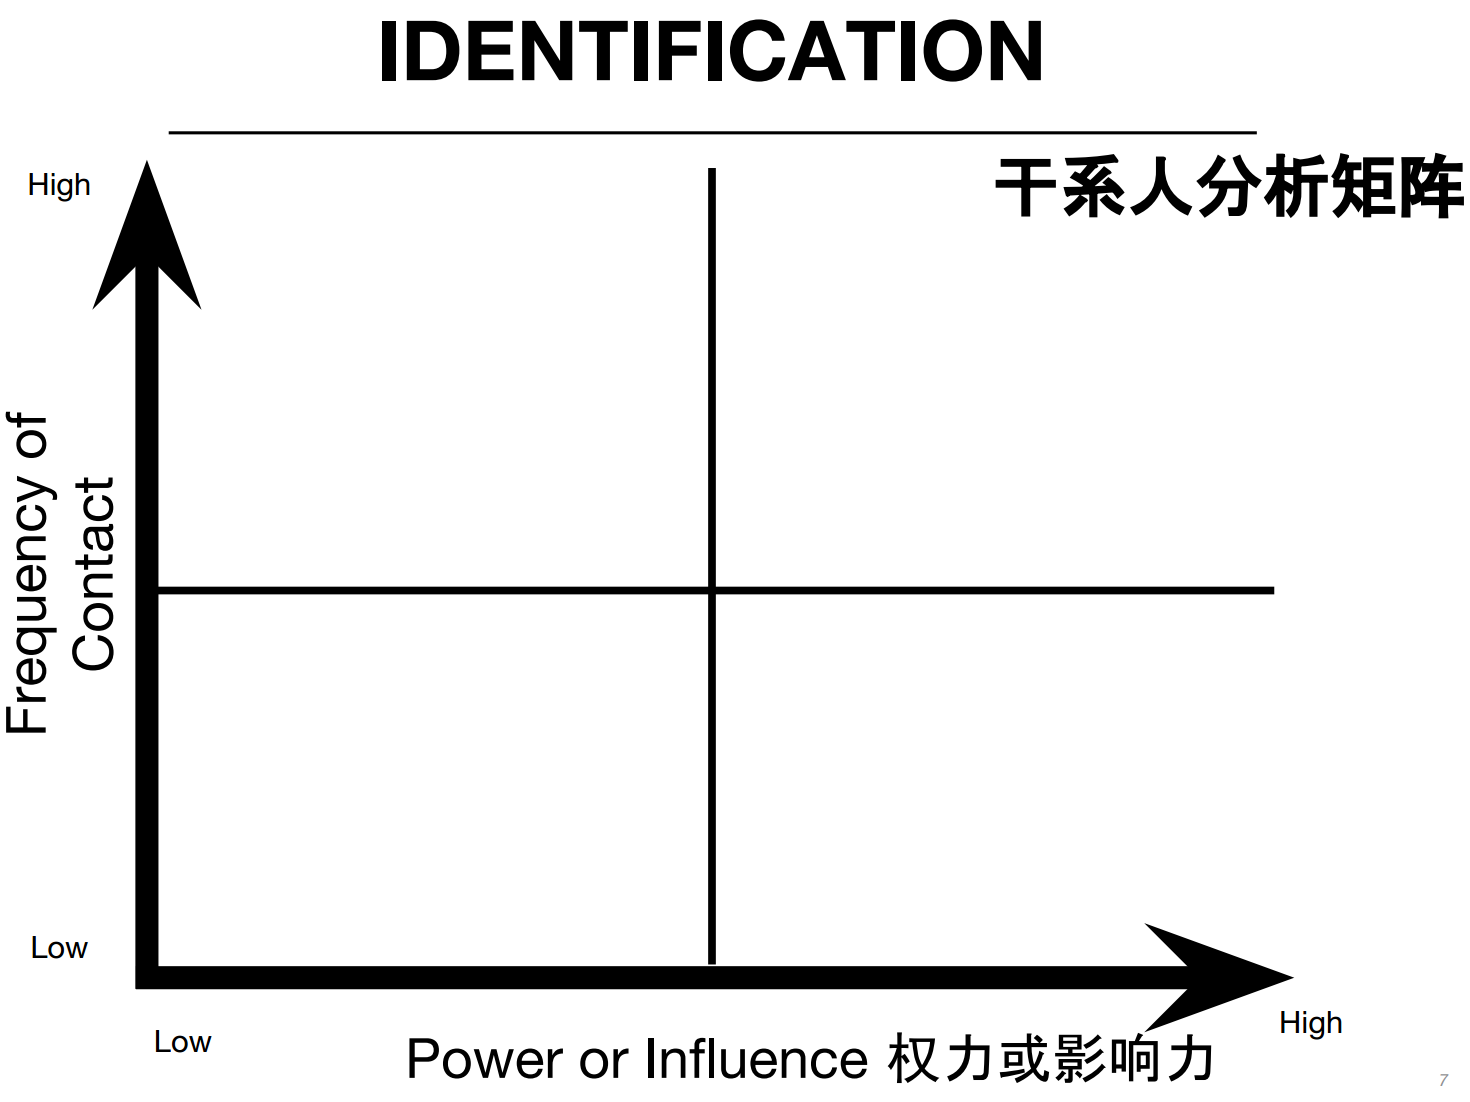 IDENTIFICATION
干系人分析矩阵
High
Frequency of
Contact
Low
Low
Power or Influence 权力或影响力
High
7